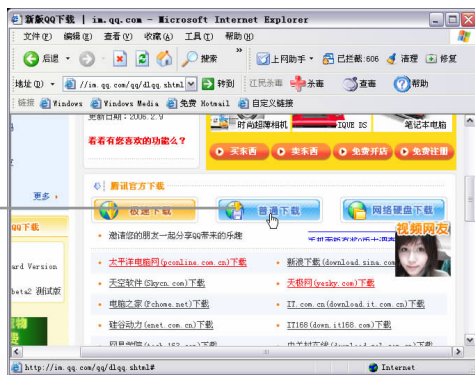 新版QQ下载 | im.qq.com - Microsoft Internet Explorer
文件(F) 编辑(E) 查看(V) 收藏(A) 工具(T) 帮助(H)
后退 搜索 上网助手 已拦截:606 清理 修复
地址(D) //im.qq.com/qq/dlqq.shtml 转到 江民杀毒 杀毒 查毒 帮助
链接 Windows Windows Media 免费 Hotmail 自定义链接
更新日期:2006.2.9
时尚超薄相机 IQUE DS 笔记本电脑
看看有您喜欢的功能么?
买东西 卖东西 免费开店 免费注册
更多
腾讯官方下载
极速下载 普通下载 网络硬盘下载
QQ下载
邀请您的朋友一起分享QQ带来的乐趣
视频网友
ard Version
太平洋电脑网(pconline.com.cn)下载 新浪下载(download.sina.com
beta2 测试版
天空软件(Skycn.com)下载 天极网(yesky.com)下载
电脑之家(Pchome.net)下载 IT.com.cn(download.it.com.cn)下载
硅谷动力(enet.com.cn)下载 IT168(down.it168.com)下载
http://im.qq.com/qq/dlqq.shtml# Internet